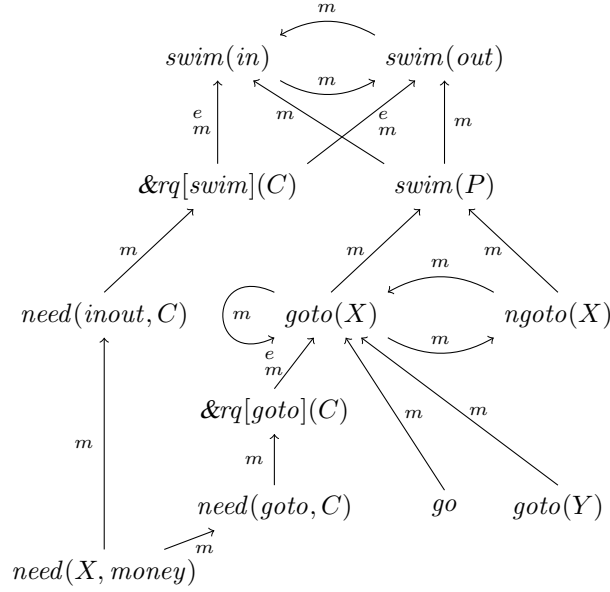 m
swim(in) swim(out)
m
e
m m e
m m
&rq[swim](C) swim(P)
m m m
m
need(inout, C) m goto(X) ngoto(X)
m
e
m
&rq[goto](C)
m m
m
m
need(goto, C) go goto(Y)
m
need(X, money)